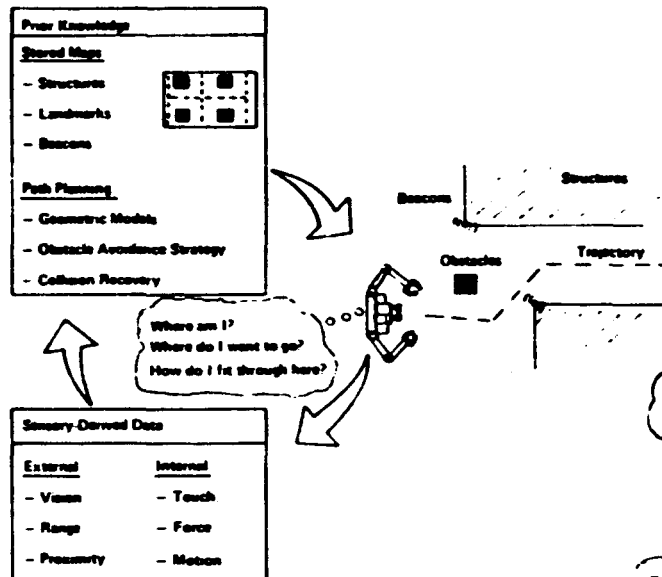 Prior Knowledge
Stored Maps
- Structures
- Landmarks
- Beacons
Path Planning
- Geometric Models
- Obstacle Avoidance Strategy
- Collision Recovery
Beacons
Structures
Obstacles
Trajectory
Where am I?
Where do I want to go?
How do I fit through here?
Sensory-Derived Data
External
- Vision
- Range
- Proximity
Internal
- Touch
- Force
- Motion